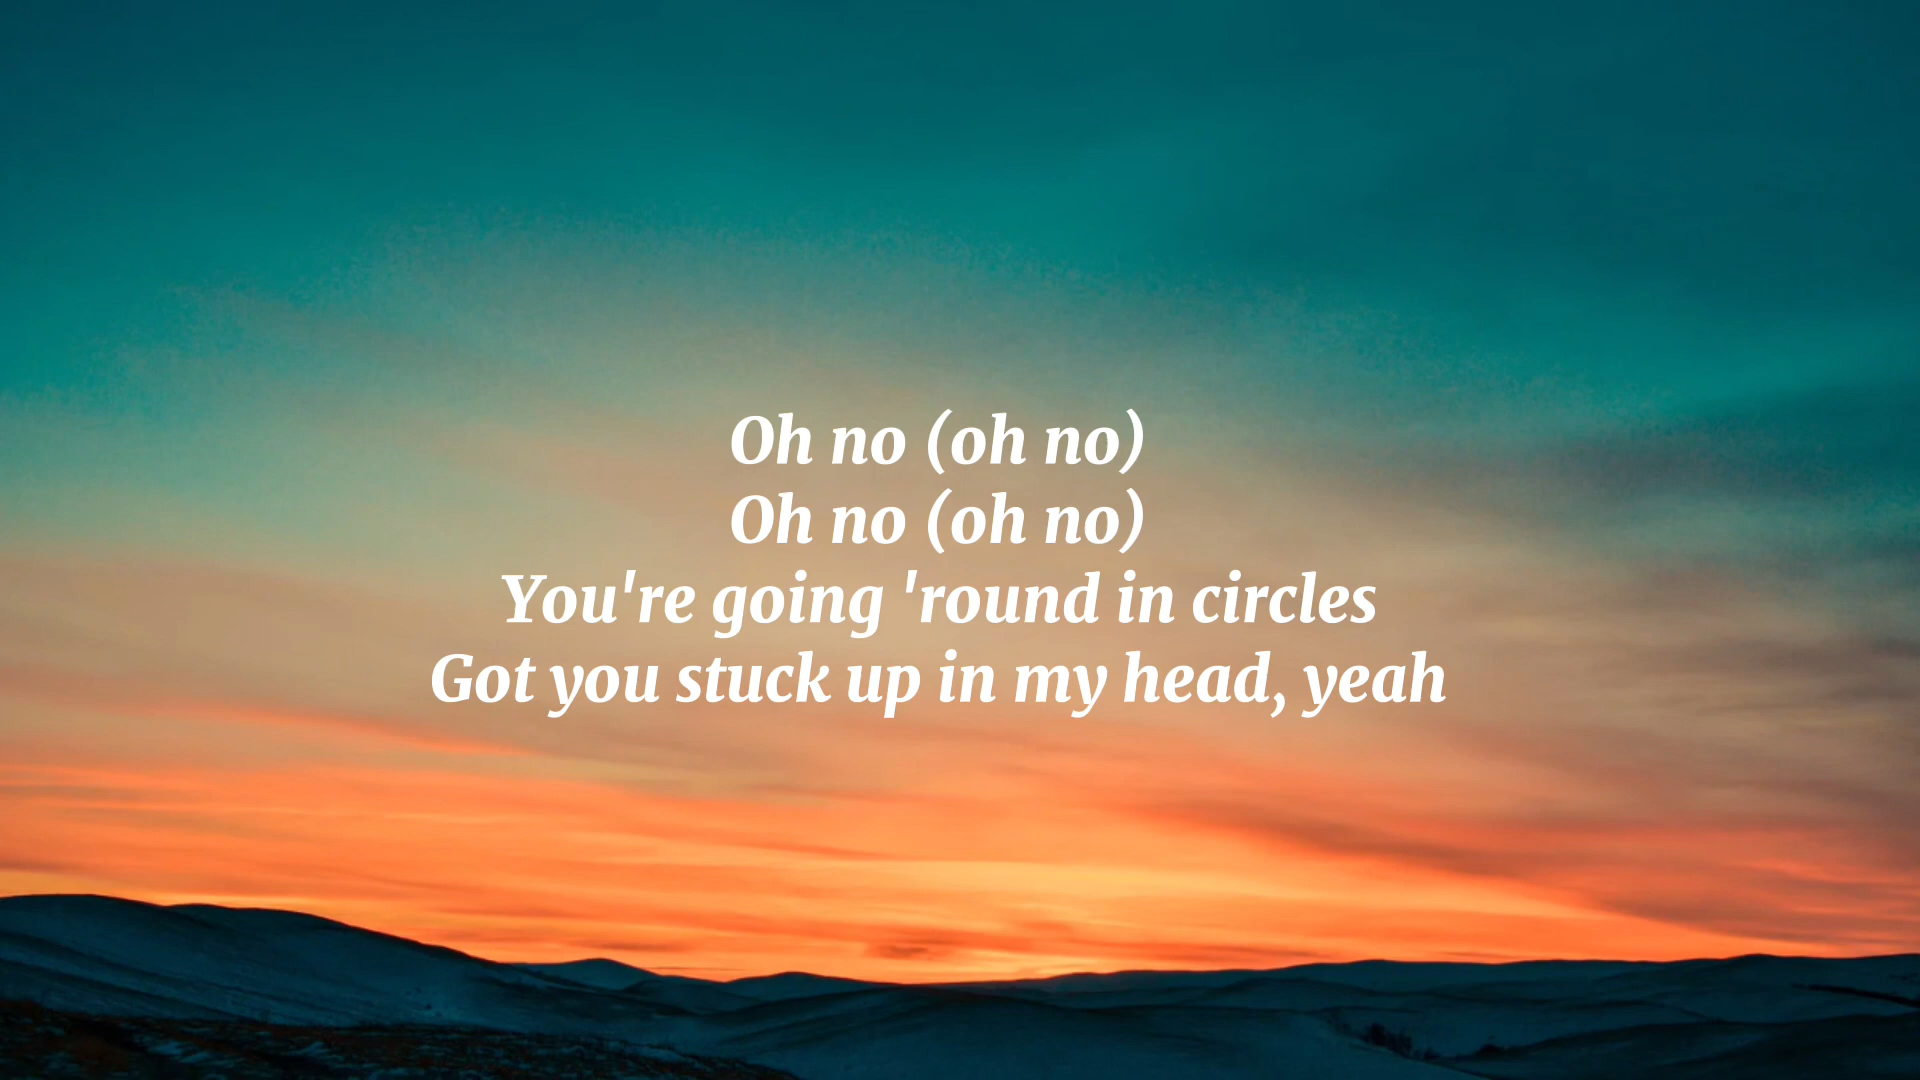 Oh no (oh no)
Oh no (oh no)
You're going 'round in circles
Got you stuck up in my head, yeah